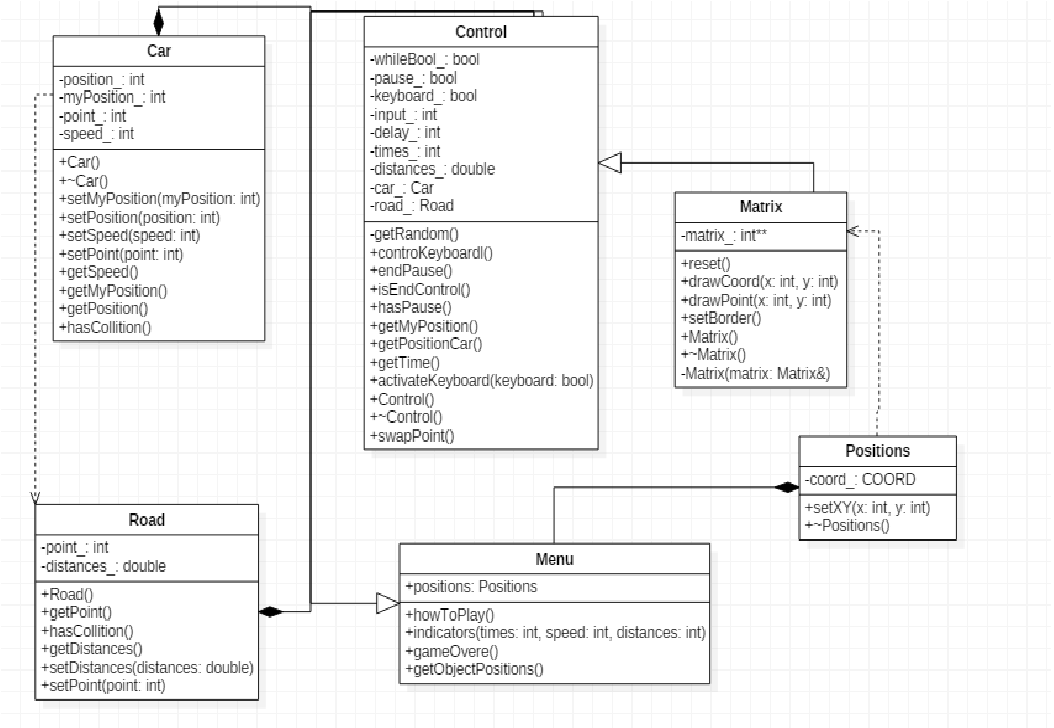 Car
-position_: int
-myPosition_: int
-point_: int
-speed_: int
+Car()
+~Car()
+setMyPosition(myPosition: int)
+setPosition(position: int)
+setSpeed(speed: int)
+setPoint(point: int)
+getSpeed()
+getMyPosition()
+getPosition()
+hasCollition()
Control
-whileBool_: bool
-pause_: bool
-keyboard_: bool
-input_: int
-delay_: int
-times_: int
-distances_: double
-car_: Car
-road_: Road
-getRandom()
+controKeyboardl()
+endPause()
+isEndControl()
+hasPause()
+getMyPosition()
+getPositionCar()
+getTime()
+activateKeyboard(keyboard: bool)
+Control()
+~Control()
+swapPoint()
Matrix
-matrix_: int**
+reset()
+drawCoord(x: int, y: int)
+drawPoint(x: int, y: int)
+setBorder()
+Matrix()
+~Matrix()
-Matrix(matrix: Matrix&)
Positions
-coord_: COORD
+setXY(x: int, y: int)
+~Positions()
Road
-point_: int
-distances_: double
+Road()
+getPoint()
+hasCollition()
+getDistances()
+setDistances(distances: double)
+setPoint(point: int)
Menu
+positions: Positions
+howToPlay()
+indicators(times: int, speed: int, distances: int)
+gameOvere()
+getObjectPositions()